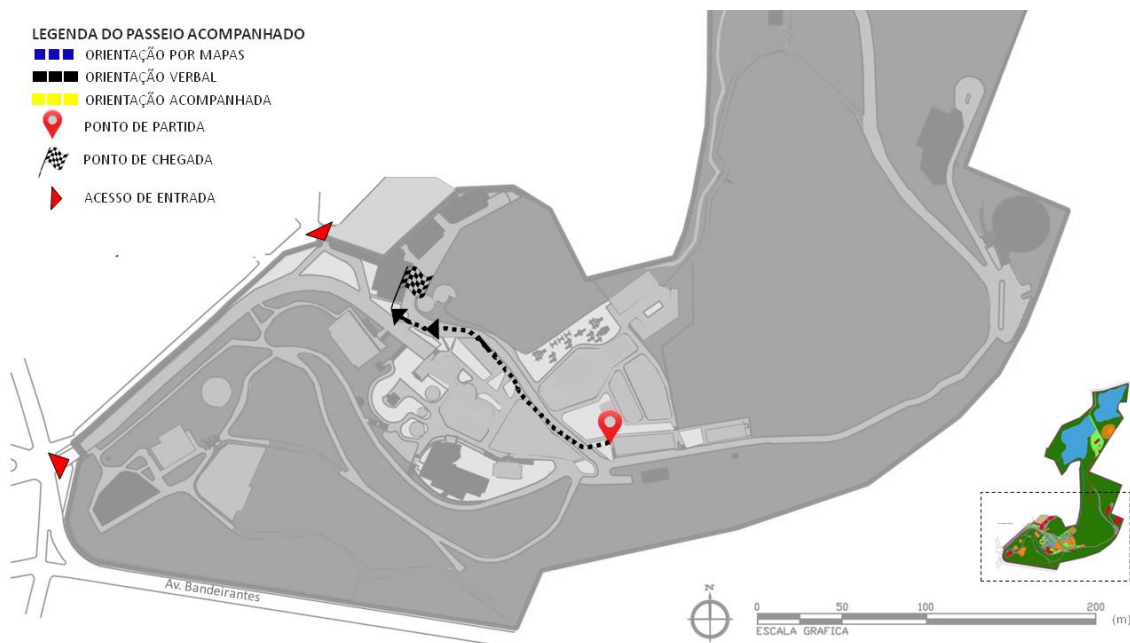 LEGENDA DO PASSEIO ACOMPANHADO
ORIENTAÇÃO POR MAPAS
ORIENTAÇÃO VERBAL
ORIENTAÇÃO ACOMPANHADA
PONTO DE PARTIDA
PONTO DE CHEGADA
ACESSO DE ENTRADA
Av. Bandeirantes
N
0 50 100 200 (m)
ESCALA GRAFICA